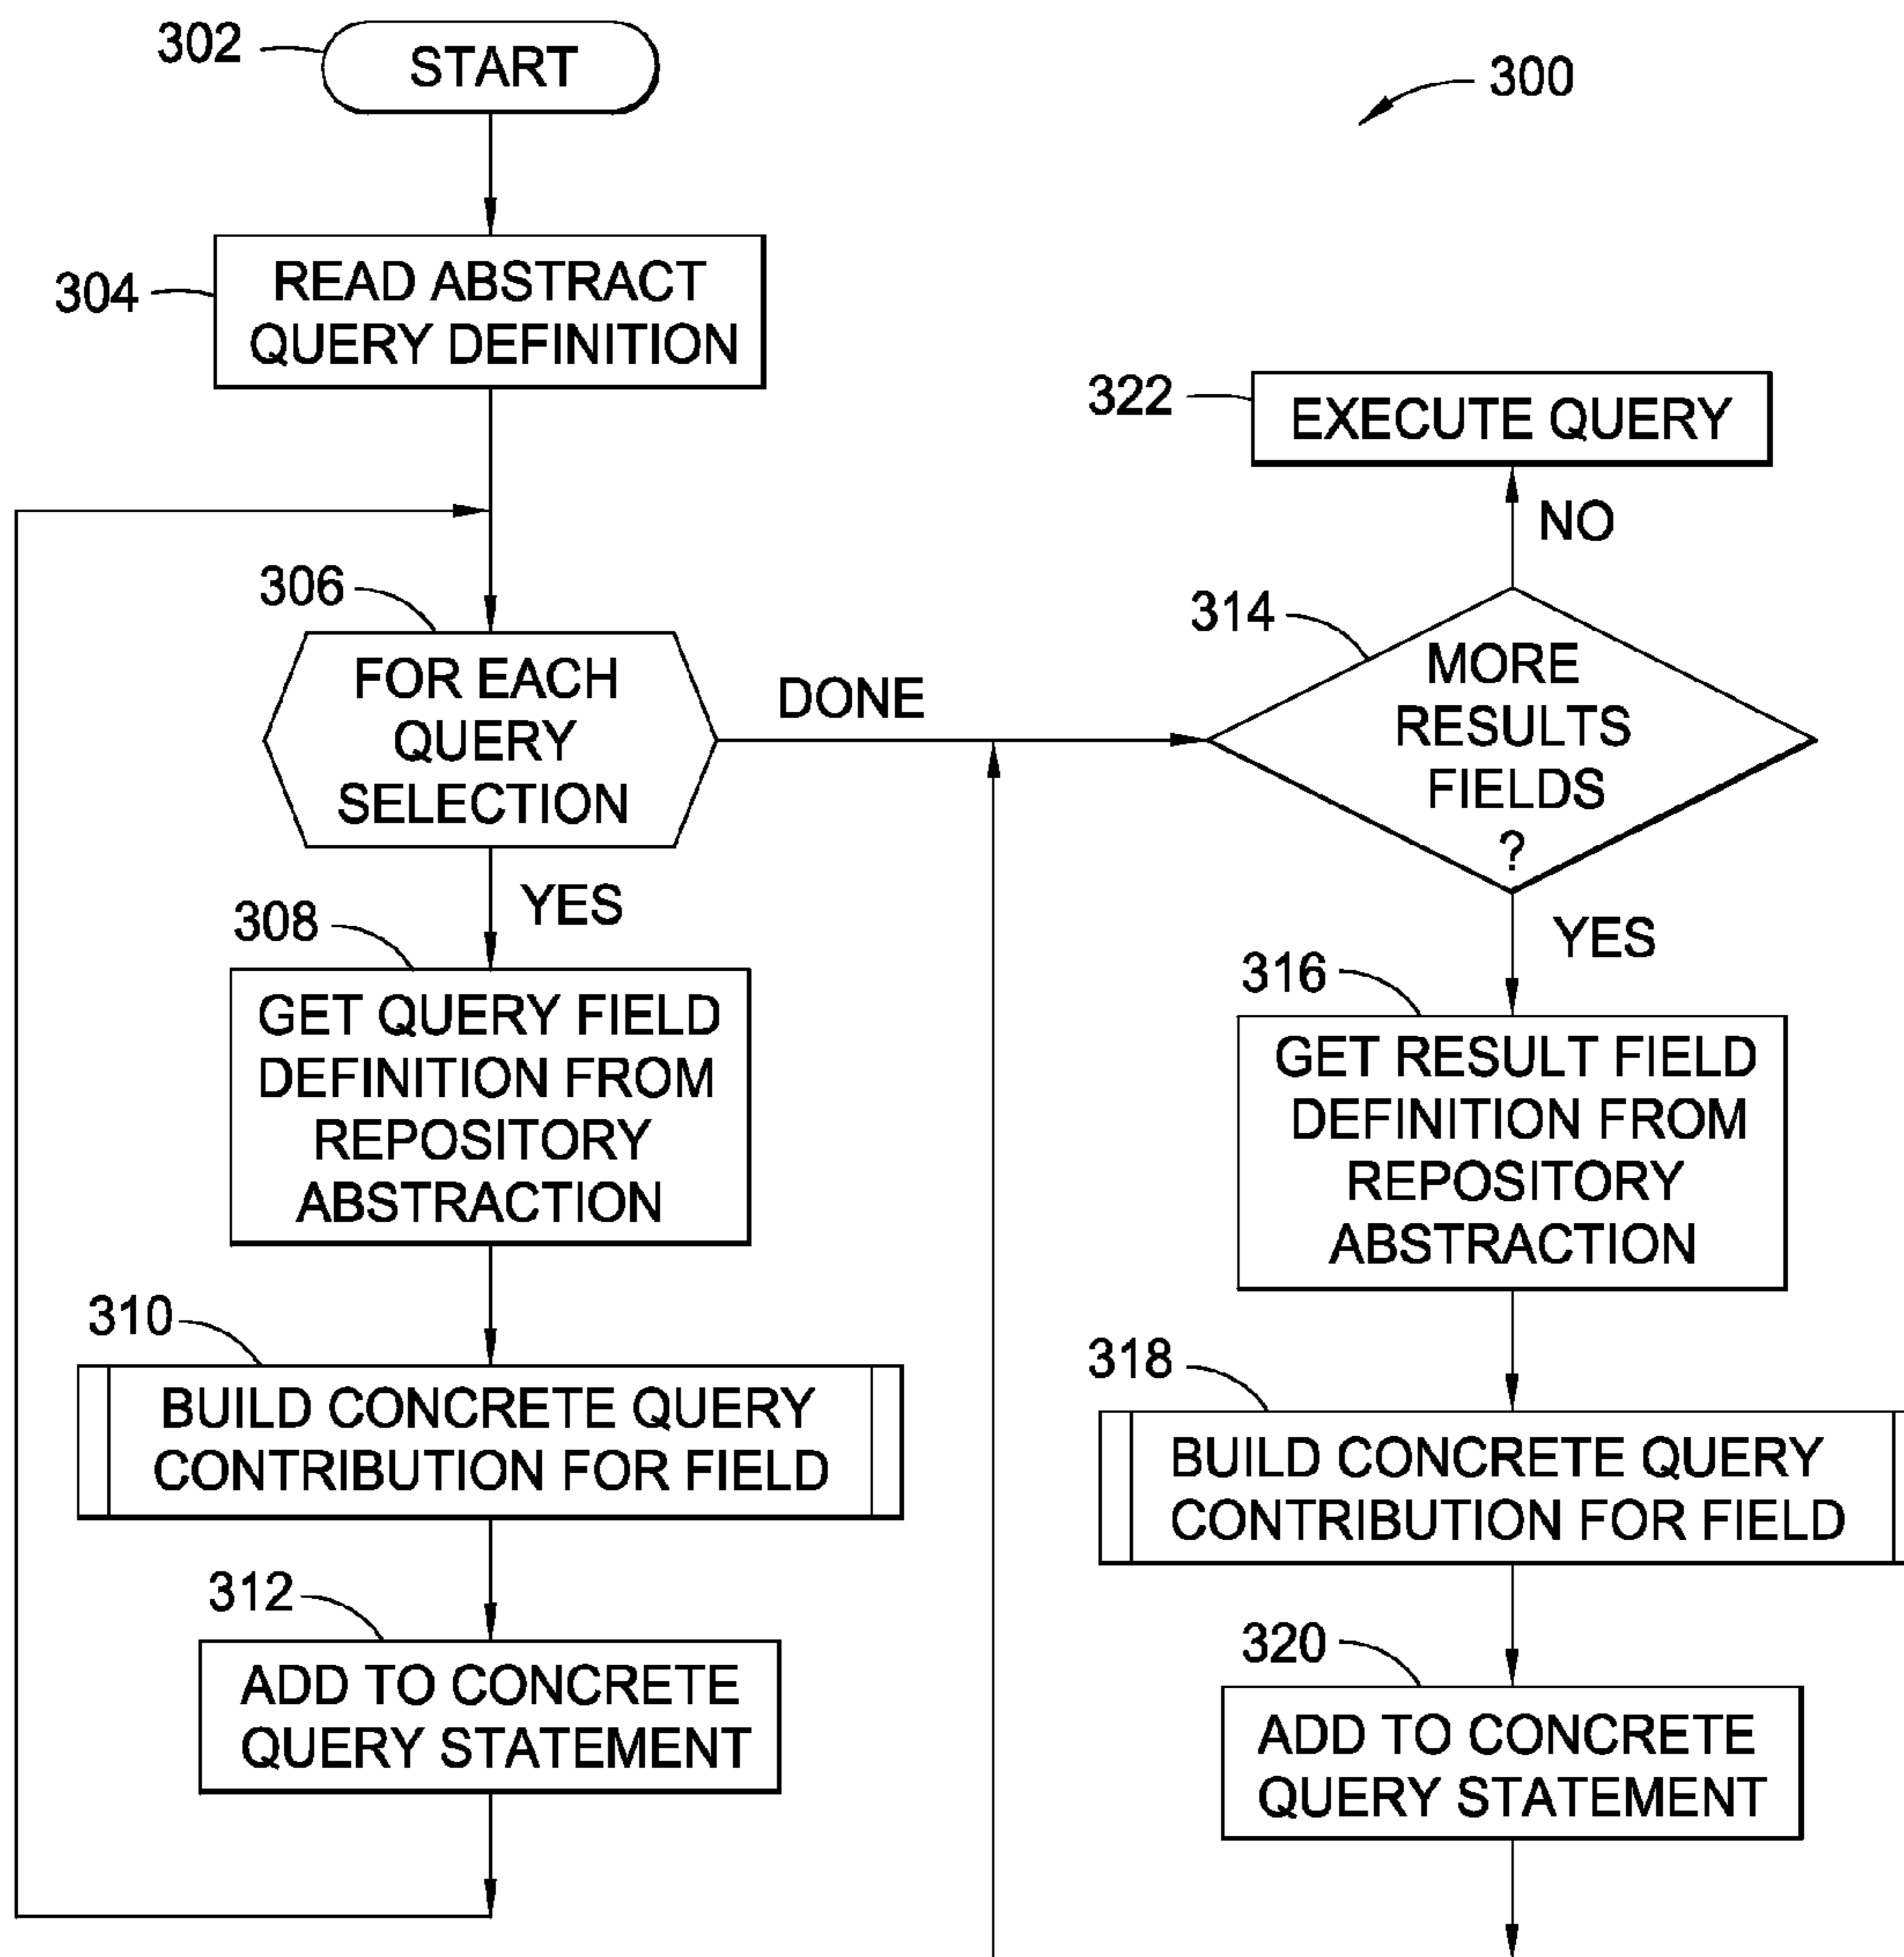 302
START
300
304
READ ABSTRACT
QUERY DEFINITION
306
FOR EACH
QUERY
SELECTION
DONE
YES
308
GET QUERY FIELD
DEFINITION FROM
REPOSITORY
ABSTRACTION
310
BUILD CONCRETE QUERY
CONTRIBUTION FOR FIELD
312
ADD TO CONCRETE
QUERY STATEMENT
322
EXECUTE QUERY
NO
314
MORE
RESULTS
FIELDS
?
YES
316
GET RESULT FIELD
DEFINITION FROM
REPOSITORY
ABSTRACTION
318
BUILD CONCRETE QUERY
CONTRIBUTION FOR FIELD
320
ADD TO CONCRETE
QUERY STATEMENT